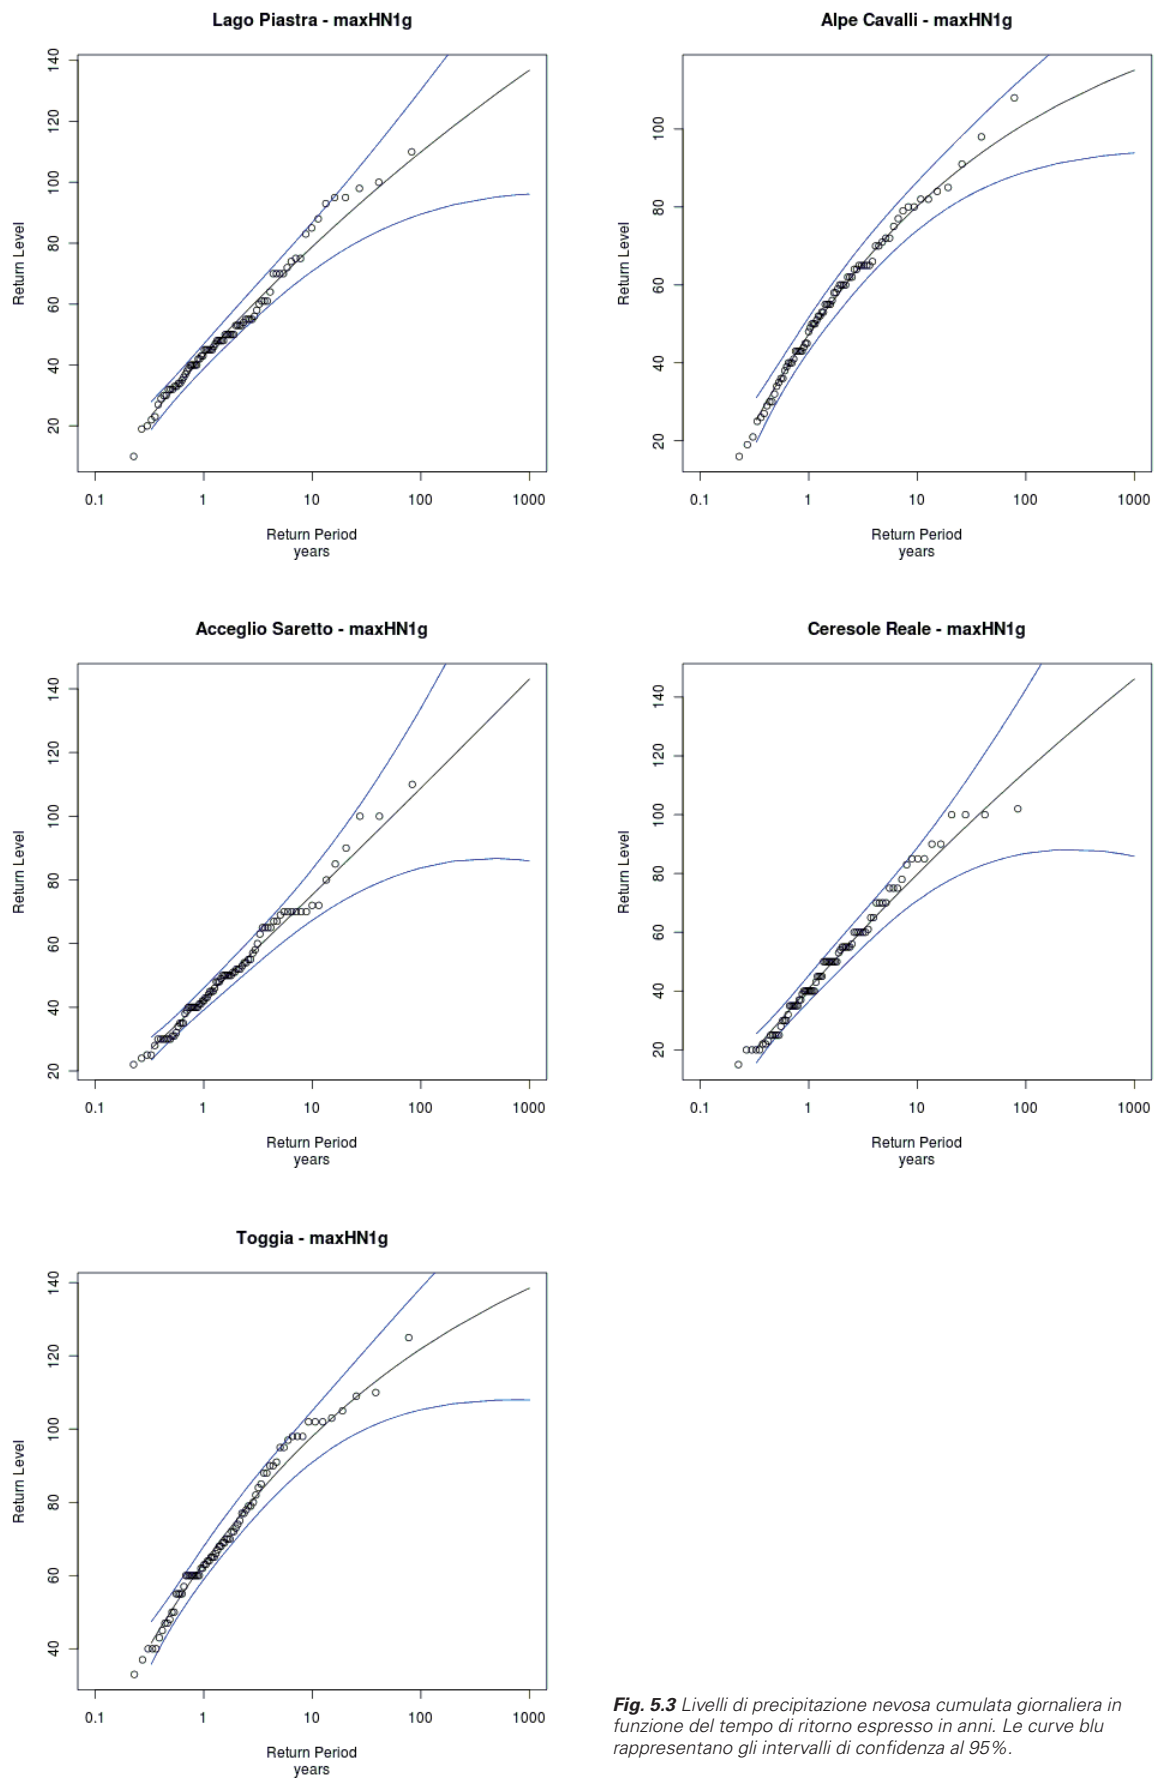 Lago Piastra - maxHN1g
140
120
100
80
60
40
20
Return Level
0.1 1 10 100 1000
Return Period
years
Alpe Cavalli - maxHN1g
100
80
60
40
20
Return Level
0.1 1 10 100 1000
Return Period
years
Acceglio Saretto - maxHN1g
140
120
100
80
60
40
20
Return Level
0.1 1 10 100 1000
Return Period
years
Ceresole Reale - maxHN1g
140
120
100
80
60
40
20
Return Level
0.1 1 10 100 1000
Return Period
years
Toggia - maxHN1g
140
120
100
80
60
40
Return Level
0.1 1 10 100 1000
Return Period
years
Fig. 5.3 Livelli di precipitazione nevosa cumulata giornaliera in
funzione del tempo di ritorno espresso in anni. Le curve blu
rappresentano gli intervalli di confidenza al 95%.